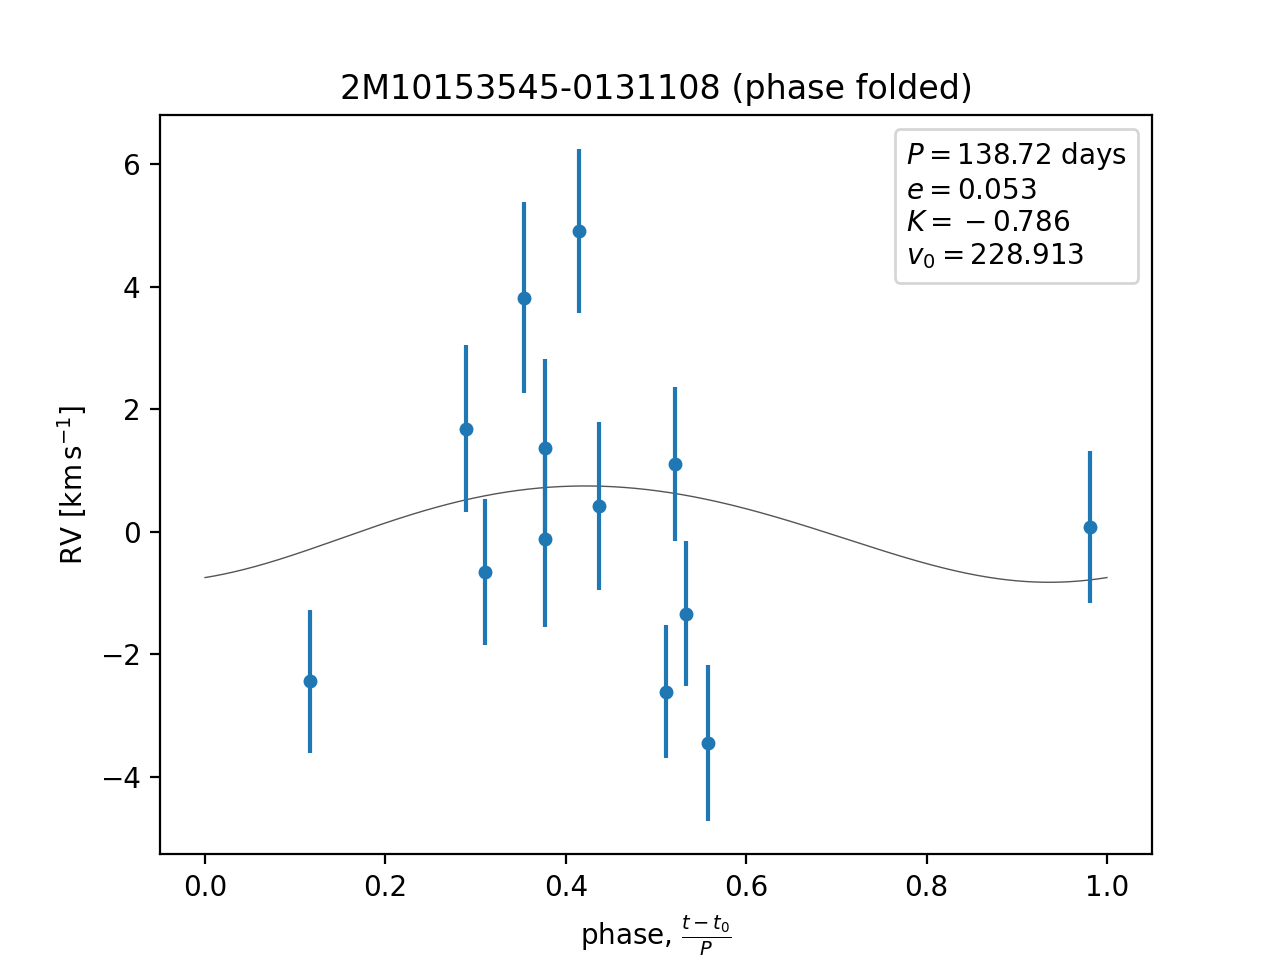 2M10153545-0131108 (phase folded)
P = 138.72 days
e = 0.053
K = −0.786
v₀ = 228.913
RV [km s⁻¹]
6
4
2
0
−2
−4
0.0 0.2 0.4 0.6 0.8 1.0
phase, (t − t₀)/P